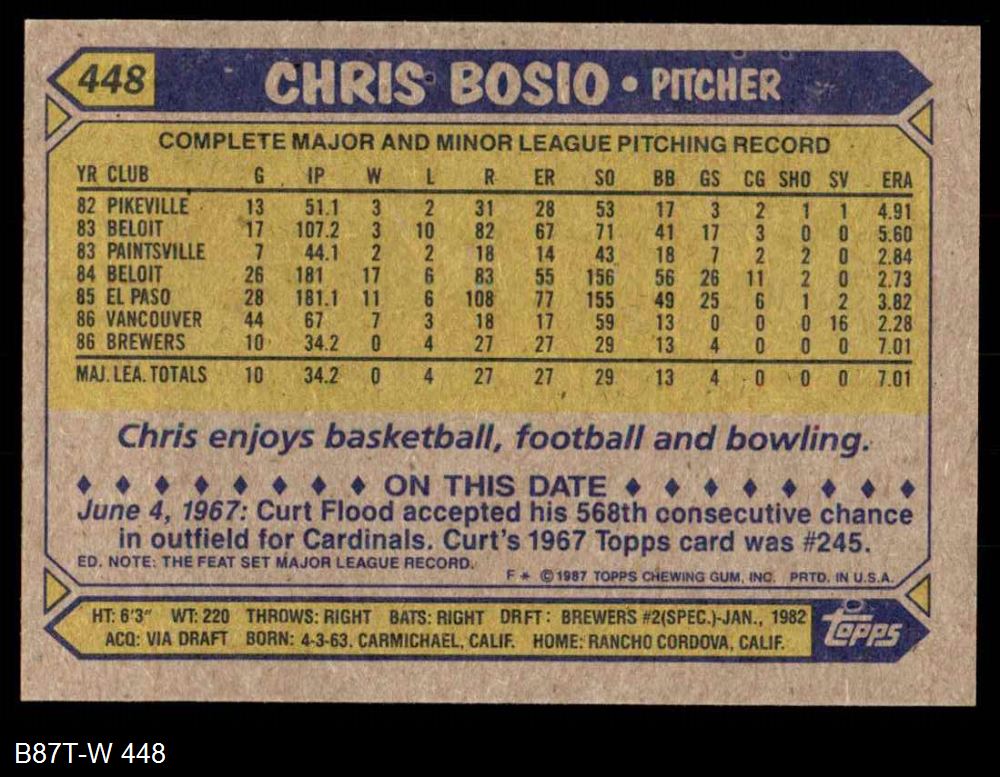 448 CHRIS BOSIO • PITCHER
COMPLETE MAJOR AND MINOR LEAGUE PITCHING RECORD
YR CLUB G IP W L R ER SO BB GS CG SHO SV ERA
82 PIKEVILLE 13 51.1 3 2 31 28 53 17 3 2 1 1 4.91
83 BELOIT 17 107.2 3 10 82 67 71 41 17 3 0 0 5.60
83 PAINTSVILLE 7 44.1 2 2 18 14 43 18 7 2 2 0 2.84
84 BELOIT 26 181 17 6 83 55 156 56 26 11 2 0 2.73
85 EL PASO 28 181.1 11 6 108 77 155 49 25 6 1 2 3.82
86 VANCOUVER 44 67 7 3 18 17 59 13 0 0 0 16 2.28
86 BREWERS 10 34.2 0 4 27 27 29 13 4 0 0 0 7.01
MAJ. LEA. TOTALS 10 34.2 0 4 27 27 29 13 4 0 0 0 7.01
Chris enjoys basketball, football and bowling.
♦ ♦ ♦ ♦ ♦ ♦ ♦ ♦ ON THIS DATE ♦ ♦ ♦ ♦ ♦ ♦ ♦ ♦
June 4, 1967: Curt Flood accepted his 568th consecutive chance
in outfield for Cardinals. Curt's 1967 Topps card was #245.
ED. NOTE: THE FEAT SET MAJOR LEAGUE RECORD.
F * © 1987 TOPPS CHEWING GUM, INC. PRTD. IN U.S.A.
HT: 6'3" WT: 220 THROWS: RIGHT BATS: RIGHT DRFT: BREWERS #2(SPEC.)-JAN., 1982
ACQ: VIA DRAFT BORN: 4-3-63, CARMICHAEL, CALIF. HOME: RANCHO CORDOVA, CALIF.
Topps
B87T-W 448